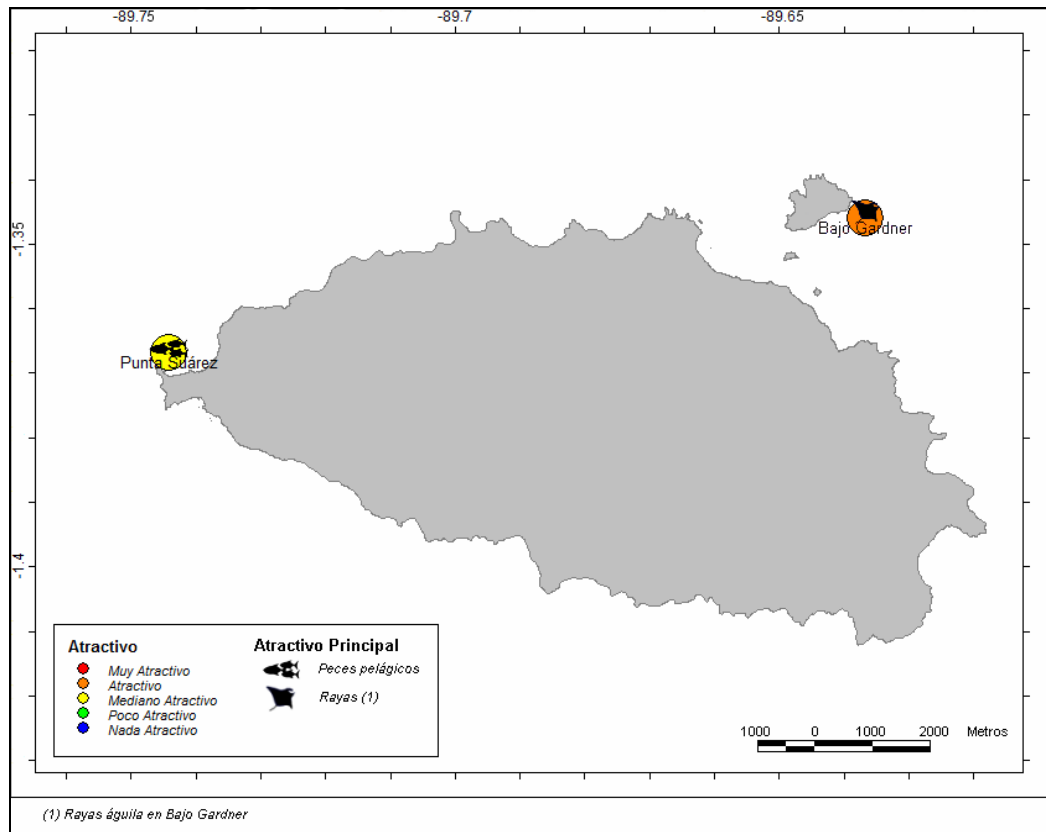 -89.75 -89.7 -89.65
-1.35
Bajo Gardner
Punta Suárez
-1.4
Atractivo
Muy Atractivo
Atractivo
Mediano Atractivo
Poco Atractivo
Nada Atractivo
Atractivo Principal
Peces pelágicos
Rayas (1)
1000 0 1000 2000 Metros
(1) Rayas águila en Bajo Gardner